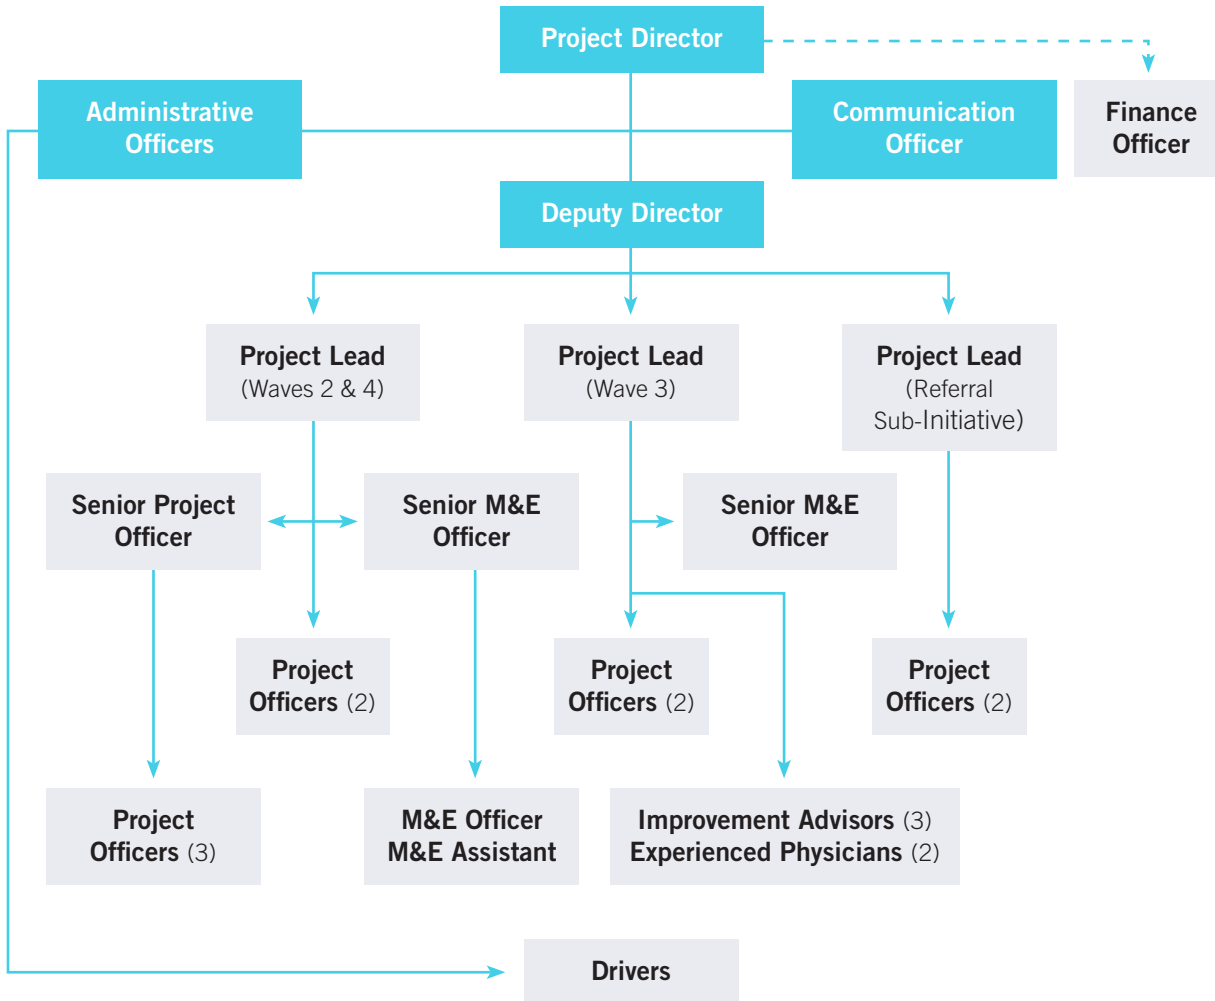 Project Director
Administrative
Officers
Communication
Officer
Finance
Officer
Deputy Director
Project Lead
(Waves 2 & 4)
Project Lead
(Wave 3)
Project Lead
(Referral
Sub-Initiative)
Senior Project
Officer
Senior M&E
Officer
Senior M&E
Officer
Project
Officers (2)
Project
Officers (2)
Project
Officers (2)
Project
Officers (3)
M&E Officer
M&E Assistant
Improvement Advisors (3)
Experienced Physicians (2)
Drivers